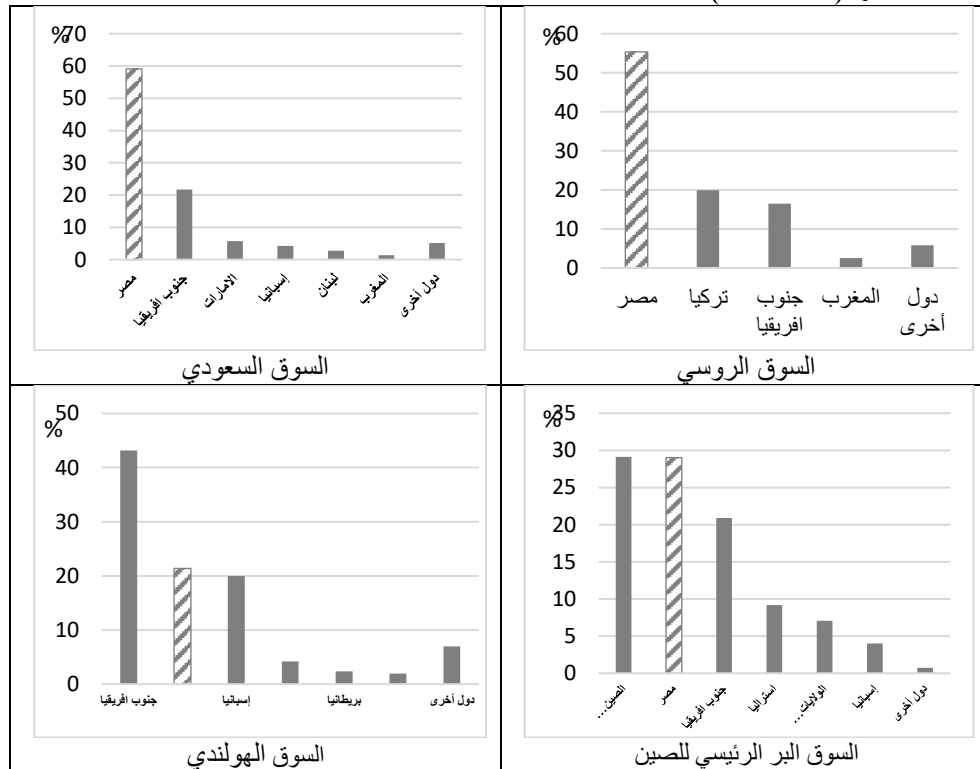 %
60
50
40
30
20
10
0
مصر
تركيا
جنوب
افريقيا
المغرب
دول
أخرى
السوق الروسي
%
70
60
50
40
30
20
10
0
مصر
جنوب افريقيا
الامارات
إسبانيا
لبنان
المغرب
دول أخرى
السوق السعودي
%
35
30
25
20
15
10
5
0
الصين...
مصر
جنوب افريقيا
استراليا
الولايات...
إسبانيا
دول أخرى
السوق البر الرئيسي للصين
%
50
40
30
20
10
0
جنوب افريقيا
إسبانيا
بريطانيا
دول أخرى
السوق الهولندي